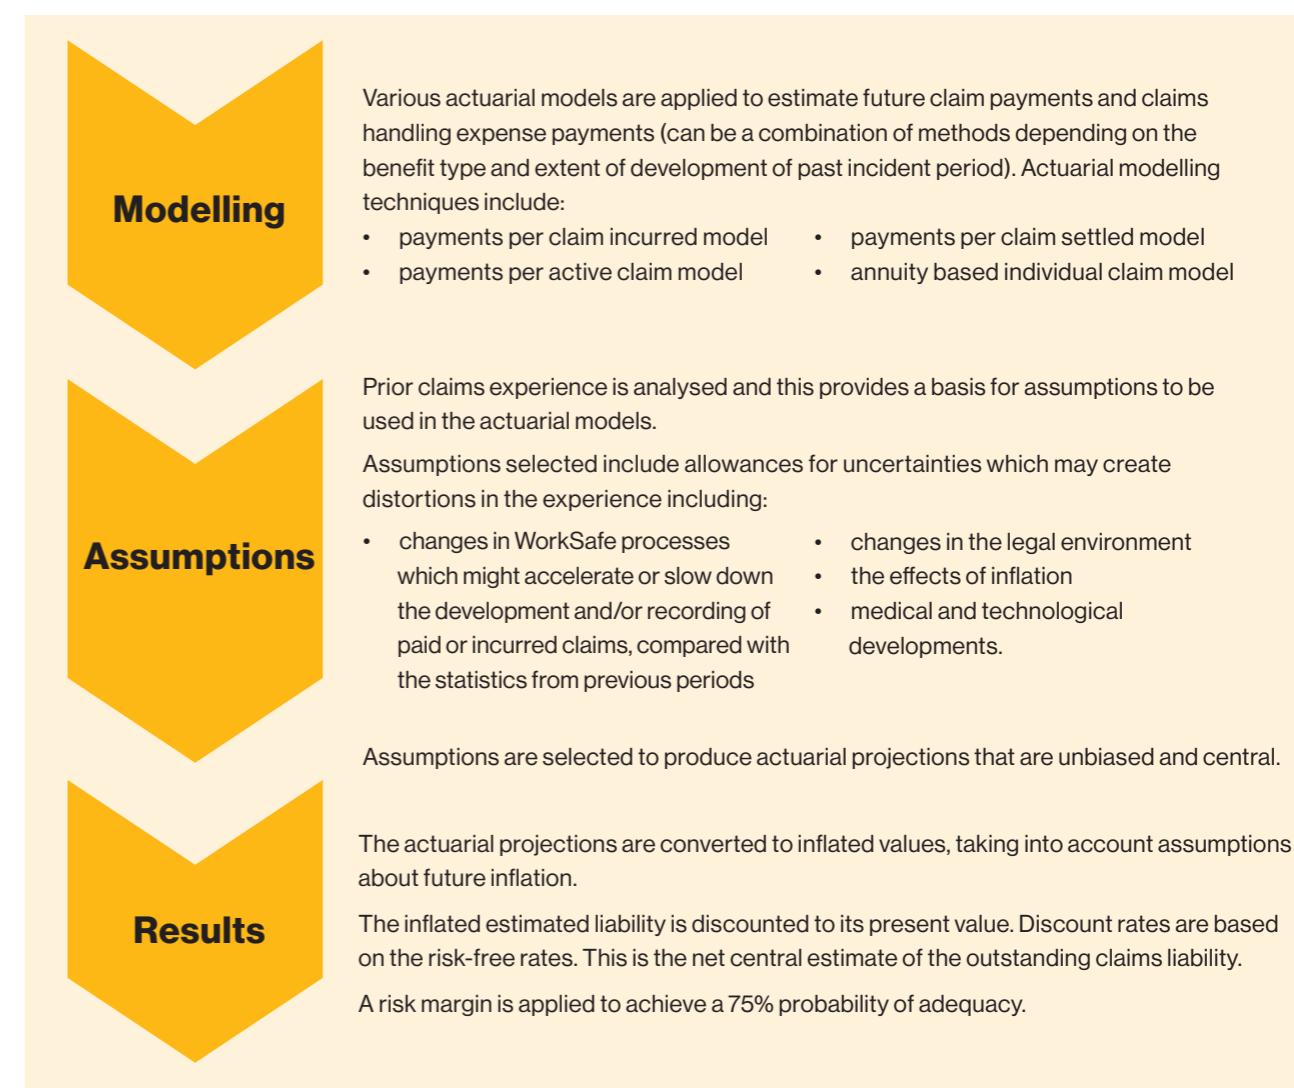 Modelling
Various actuarial models are applied to estimate future claim payments and claims
handling expense payments (can be a combination of methods depending on the
benefit type and extent of development of past incident period). Actuarial modelling
techniques include:
• payments per claim incurred model
• payments per active claim model
• payments per claim settled model
• annuity based individual claim model
Assumptions
Prior claims experience is analysed and this provides a basis for assumptions to be
used in the actuarial models.
Assumptions selected include allowances for uncertainties which may create
distortions in the experience including:
• changes in WorkSafe processes
which might accelerate or slow down
the development and/or recording of
paid or incurred claims, compared with
the statistics from previous periods
• changes in the legal environment
• the effects of inflation
• medical and technological
developments.
Assumptions are selected to produce actuarial projections that are unbiased and central.
Results
The actuarial projections are converted to inflated values, taking into account assumptions
about future inflation.
The inflated estimated liability is discounted to its present value. Discount rates are based
on the risk-free rates. This is the net central estimate of the outstanding claims liability.
A risk margin is applied to achieve a 75% probability of adequacy.